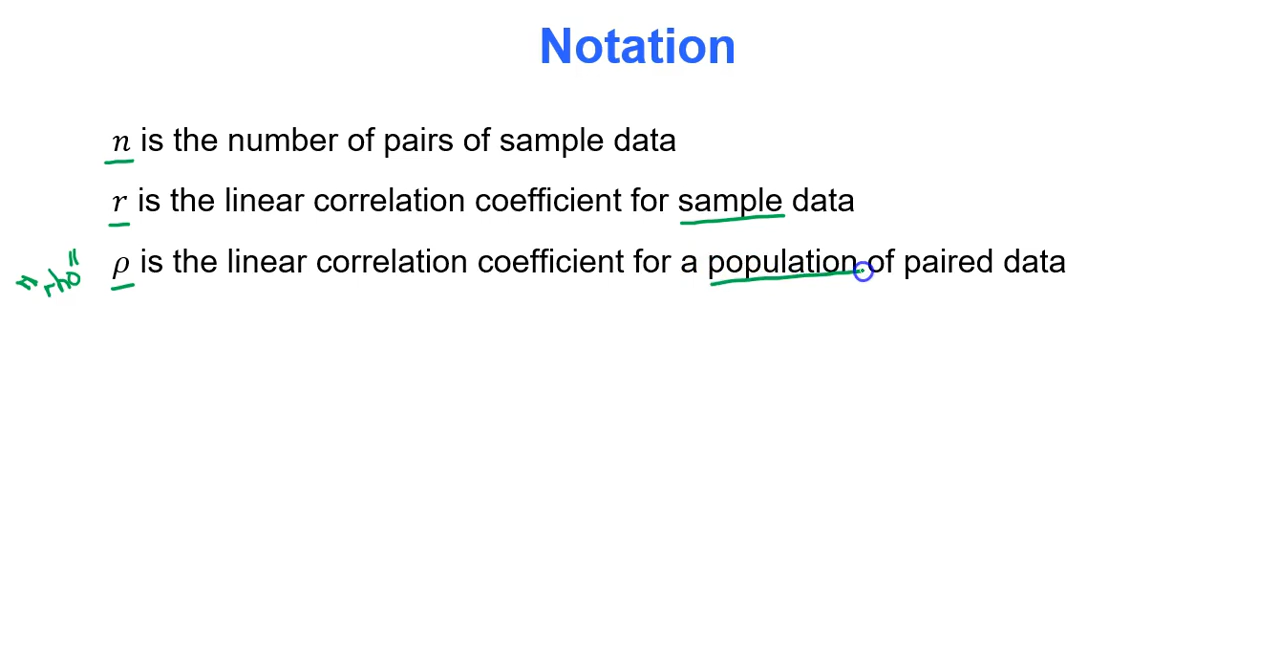 Notation
n is the number of pairs of sample data
r is the linear correlation coefficient for sample data
"rho" ρ is the linear correlation coefficient for a population of paired data